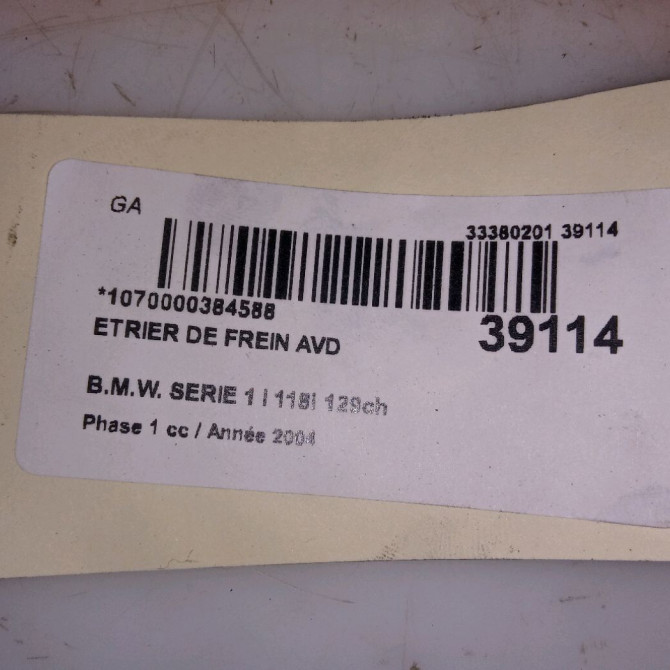 GA
33380201 39114
*1070000384588
39114
ETRIER DE FREIN AVD
B.M.W. SERIE 1 I 118i 129ch
Phase 1 cc / Année 2004